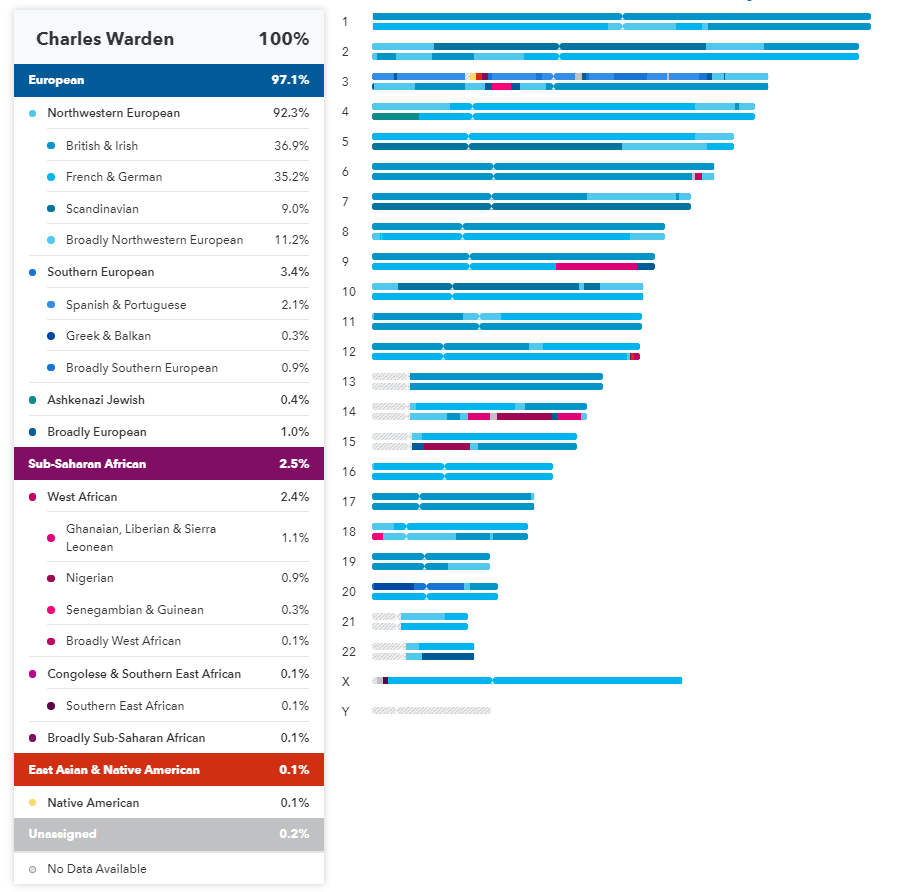 Charles Warden 100%
European 97.1%
Northwestern European 92.3%
British & Irish 36.9%
French & German 35.2%
Scandinavian 9.0%
Broadly Northwestern European 11.2%
Southern European 3.4%
Spanish & Portuguese 2.1%
Greek & Balkan 0.3%
Broadly Southern European 0.9%
Ashkenazi Jewish 0.4%
Broadly European 1.0%
Sub-Saharan African 2.5%
West African 2.4%
Ghanaian, Liberian & Sierra
Leonean 1.1%
Nigerian 0.9%
Senegambian & Guinean 0.3%
Broadly West African 0.1%
Congolese & Southern East African 0.1%
Southern East African 0.1%
Broadly Sub-Saharan African 0.1%
East Asian & Native American 0.1%
Native American 0.1%
Unassigned 0.2%
No Data Available
1
2
3
4
5
6
7
8
9
10
11
12
13
14
15
16
17
18
19
20
21
22
X
Y